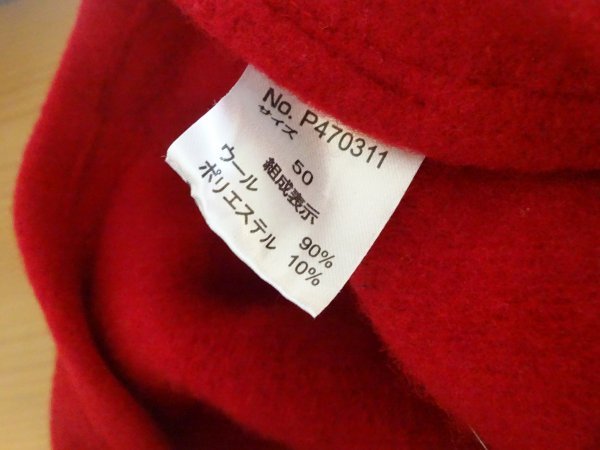 No. P470311
サイズ 50
組成表示
ウール 90%
ポリエステル 10%